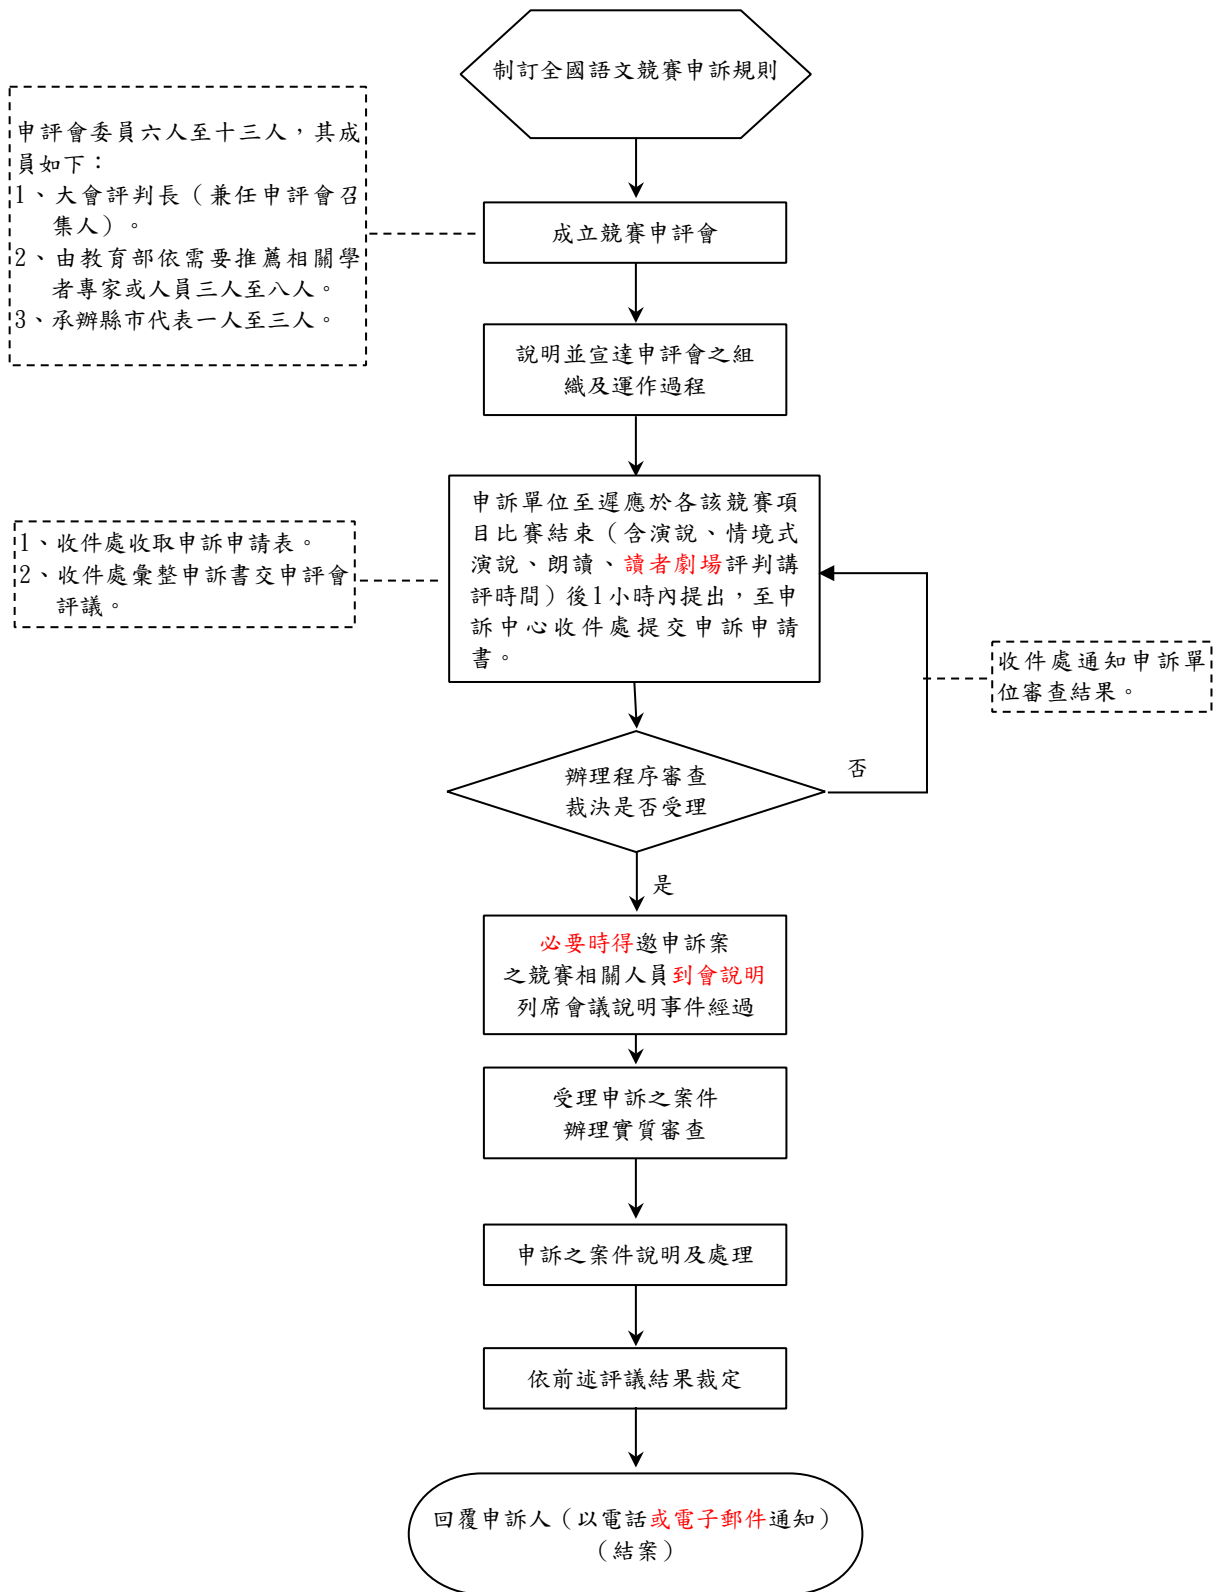 制訂全國語文競賽申訴規則
申評會委員六人至十三人，其成
員如下：
1、大會評判長（兼任申評會召
集人）。
2、由教育部依需要推薦相關學
者專家或人員三人至八人。
3、承辦縣市代表一人至三人。
成立競賽申評會
說明並宣達申評會之組
織及運作過程
申訴單位至遲應於各該競賽項
目比賽結束（含演說、情境式
演說、朗讀、讀者劇場評判講
評時間）後1小時內提出，至申
訴中心收件處提交申訴申請
書。
1、收件處收取申訴申請表。
2、收件處彙整申訴書交申評會
評議。
收件處通知申訴單
位審查結果。
辦理程序審查
裁決是否受理
否
是
必要時得邀申訴案
之競賽相關人員到會說明
列席會議說明事件經過
受理申訴之案件
辦理實質審查
申訴之案件說明及處理
依前述評議結果裁定
回覆申訴人（以電話或電子郵件通知）
（結案）